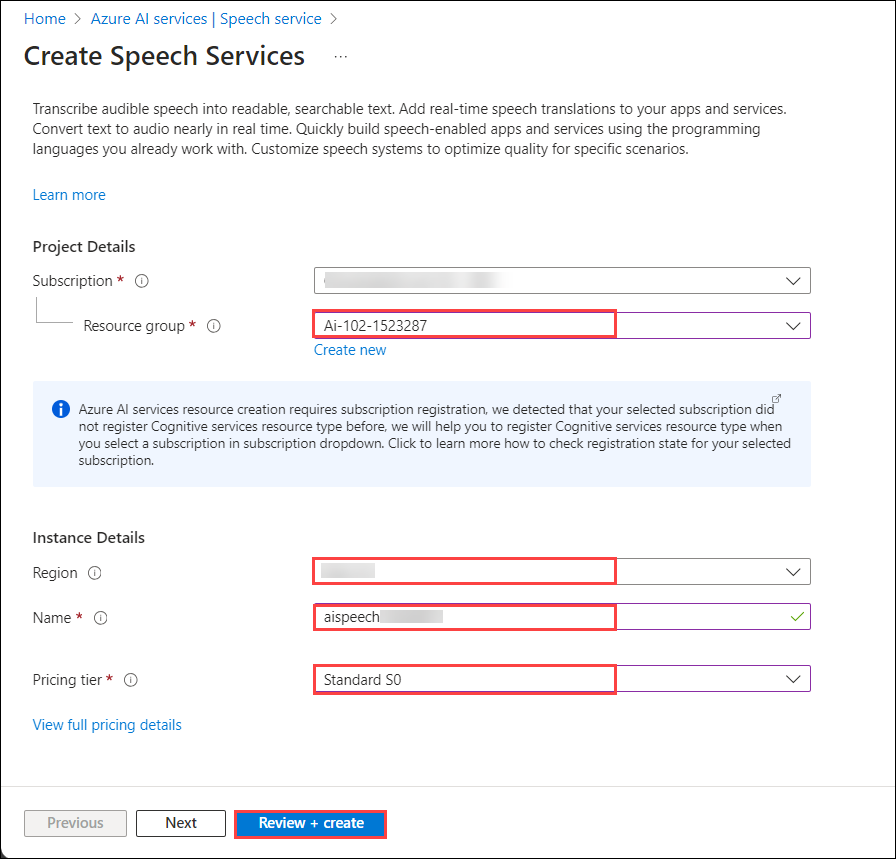 Home > Azure AI services | Speech service >
Create Speech Services ...
Transcribe audible speech into readable, searchable text. Add real-time speech translations to your apps and services.
Convert text to audio nearly in real time. Quickly build speech-enabled apps and services using the programming
languages you already work with. Customize speech systems to optimize quality for specific scenarios.
Learn more
Project Details
Subscription *
Resource group *
Ai-102-1523287
Create new
Azure AI services resource creation requires subscription registration, we detected that your selected subscription did
not register Cognitive services resource type before, we will help you to register Cognitive services resource type when
you select a subscription in subscription dropdown. Click to learn more how to check registration state for your selected
subscription.
Instance Details
Region
Name *
aispeech
Pricing tier *
Standard S0
View full pricing details
Previous
Next
Review + create